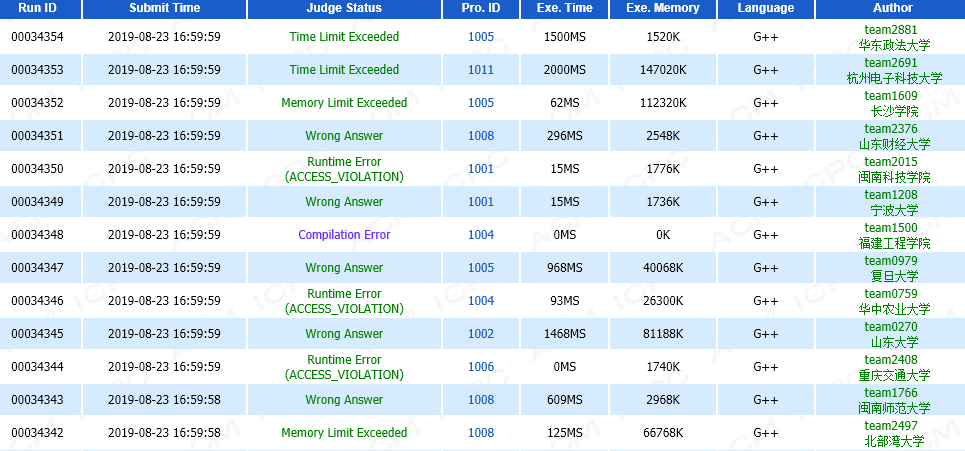 Run ID Submit Time Judge Status Pro. ID Exe. Time Exe. Memory Language Author
00034354 2019-08-23 16:59:59 Time Limit Exceeded 1005 1500MS 1520K G++ team2881
华东政法大学
00034353 2019-08-23 16:59:59 Time Limit Exceeded 1011 2000MS 147020K G++ team2691
杭州电子科技大学
00034352 2019-08-23 16:59:59 Memory Limit Exceeded 1005 62MS 112320K G++ team1609
长沙学院
00034351 2019-08-23 16:59:59 Wrong Answer 1008 296MS 2548K G++ team2376
山东财经大学
00034350 2019-08-23 16:59:59 Runtime Error
(ACCESS_VIOLATION) 1001 15MS 1776K G++ team2015
闽南科技学院
00034349 2019-08-23 16:59:59 Wrong Answer 1001 15MS 1736K G++ team1208
宁波大学
00034348 2019-08-23 16:59:59 Compilation Error 1004 0MS 0K G++ team1500
福建工程学院
00034347 2019-08-23 16:59:59 Wrong Answer 1005 968MS 40068K G++ team0979
复旦大学
00034346 2019-08-23 16:59:59 Runtime Error
(ACCESS_VIOLATION) 1004 93MS 26300K G++ team0759
华中农业大学
00034345 2019-08-23 16:59:59 Wrong Answer 1002 1468MS 81188K G++ team0270
山东大学
00034344 2019-08-23 16:59:59 Runtime Error
(ACCESS_VIOLATION) 1006 0MS 1740K G++ team2408
重庆交通大学
00034343 2019-08-23 16:59:58 Wrong Answer 1008 609MS 2968K G++ team1766
闽南师范大学
00034342 2019-08-23 16:59:58 Memory Limit Exceeded 1008 125MS 66768K G++ team2497
北部湾大学